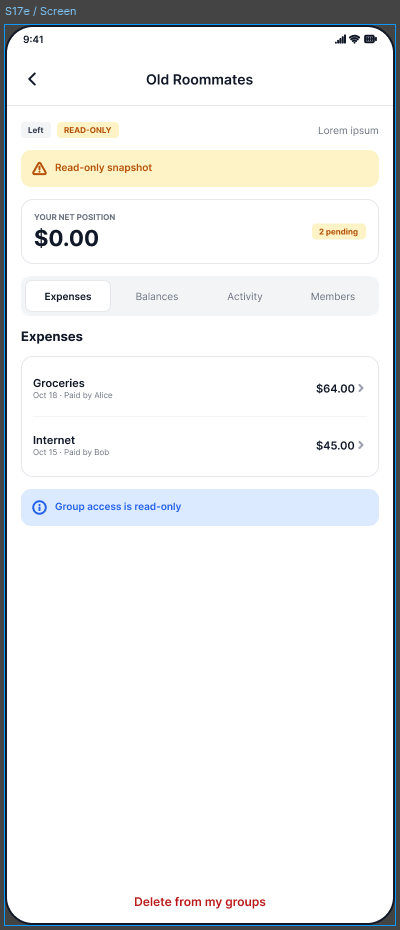 S17e / Screen
9:41
Old Roommates
Left READ-ONLY Lorem ipsum
Read-only snapshot
YOUR NET POSITION
$0.00
2 pending
Expenses Balances Activity Members
Expenses
Groceries
Oct 18 · Paid by Alice
$64.00
Internet
Oct 15 · Paid by Bob
$45.00
Group access is read-only
Delete from my groups